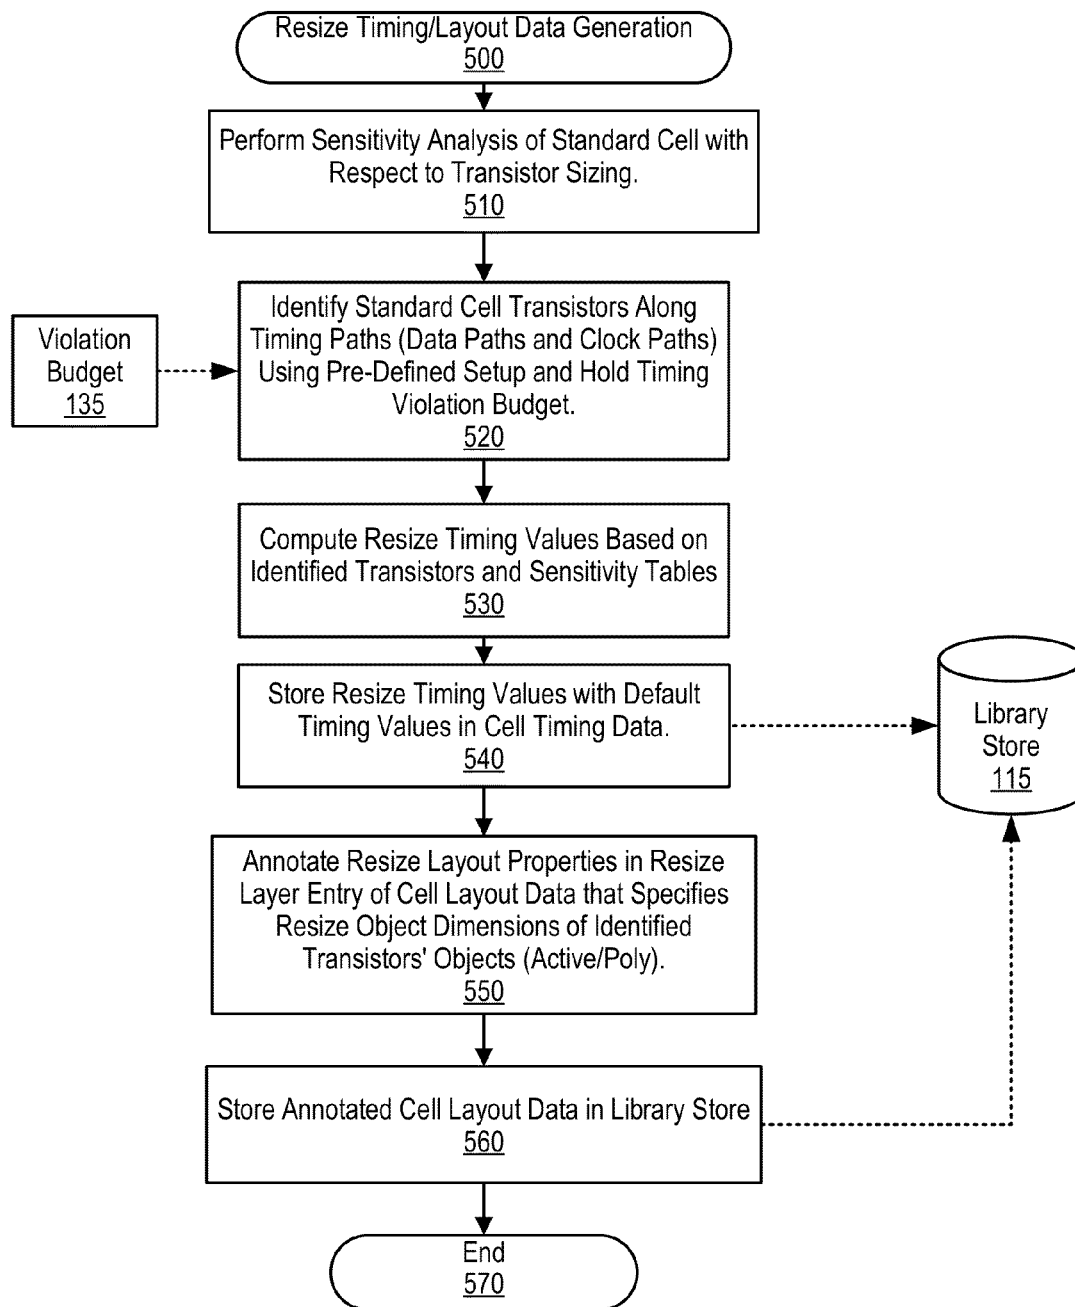 Resize Timing/Layout Data Generation
500
Perform Sensitivity Analysis of Standard Cell with
Respect to Transistor Sizing.
510
Identify Standard Cell Transistors Along
Timing Paths (Data Paths and Clock Paths)
Using Pre-Defined Setup and Hold Timing
Violation Budget.
520
Violation
Budget
135
Compute Resize Timing Values Based on
Identified Transistors and Sensitivity Tables
530
Store Resize Timing Values with Default
Timing Values in Cell Timing Data.
540
Library
Store
115
Annotate Resize Layout Properties in Resize
Layer Entry of Cell Layout Data that Specifies
Resize Object Dimensions of Identified
Transistors' Objects (Active/Poly).
550
Store Annotated Cell Layout Data in Library Store
560
End
570